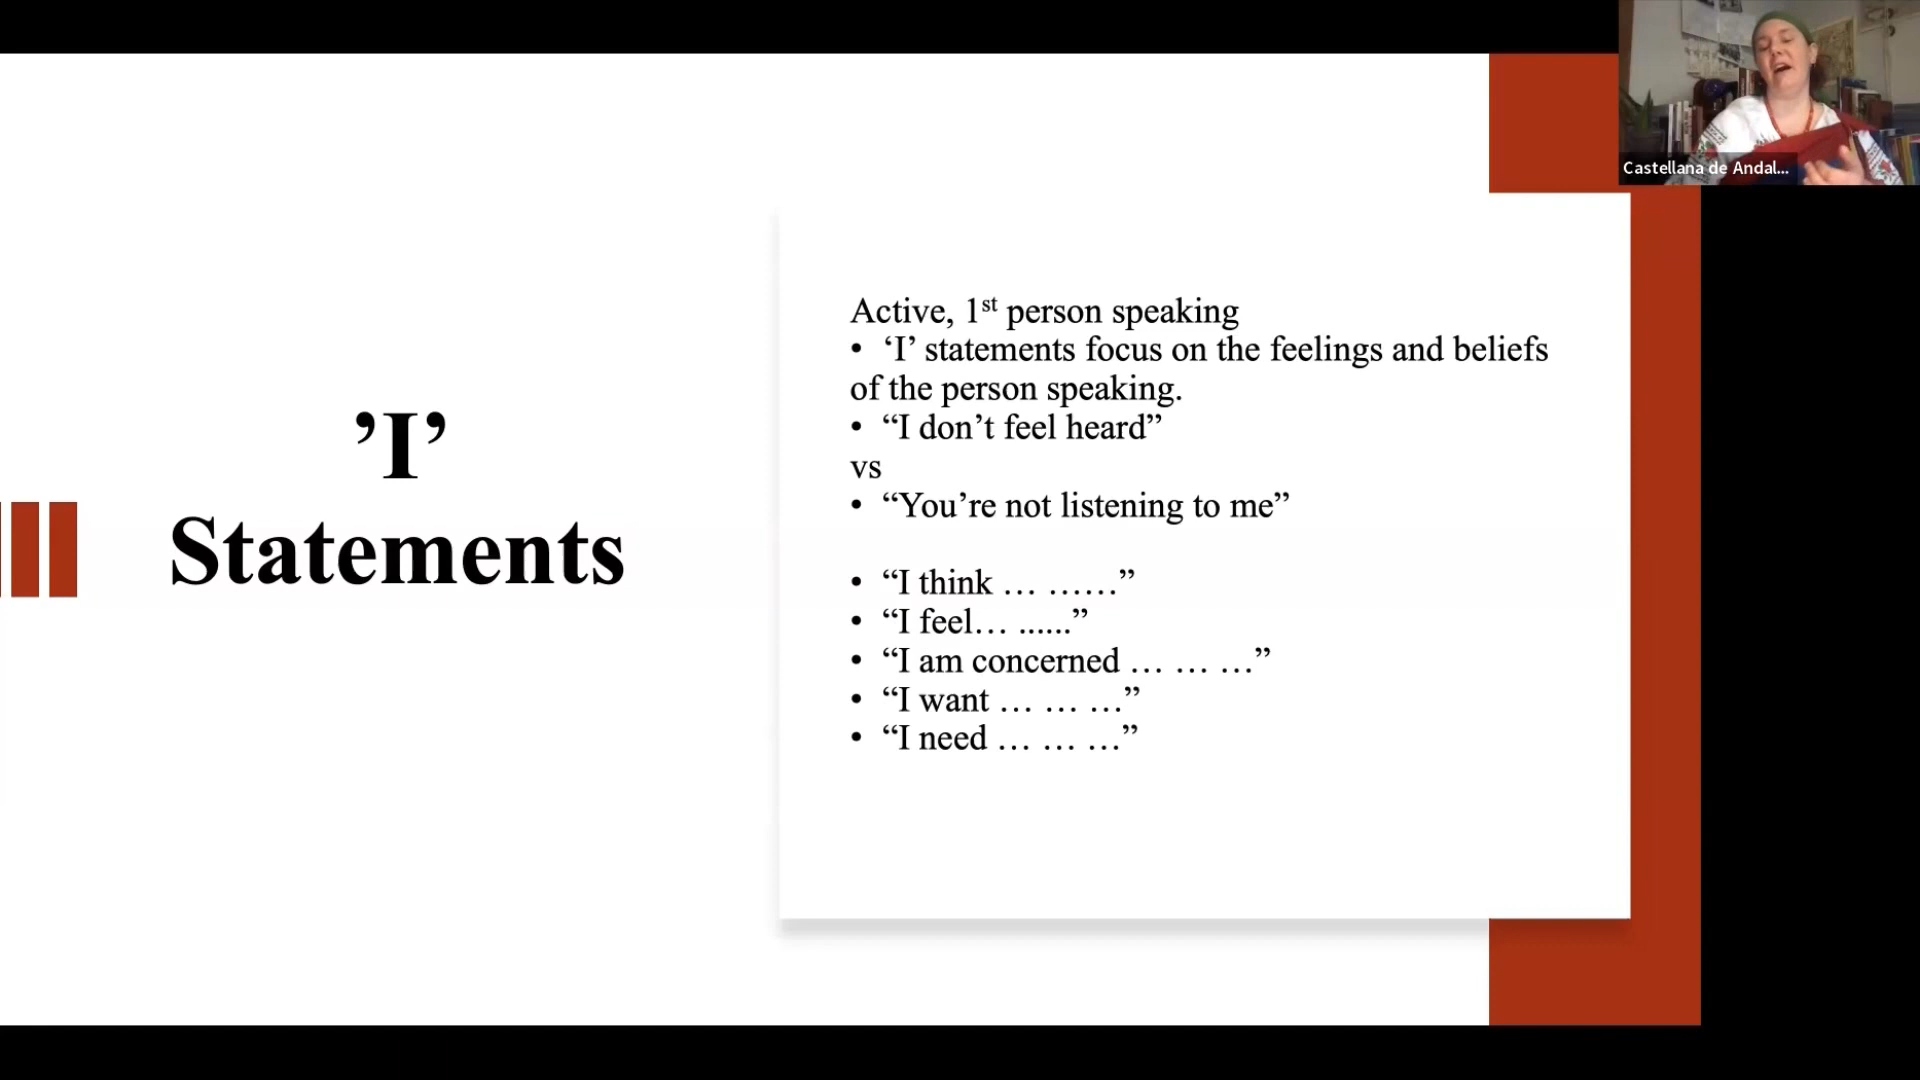 ’I’
Statements
Active, 1st person speaking
• ‘I’ statements focus on the feelings and beliefs
of the person speaking.
• “I don’t feel heard”
vs
• “You’re not listening to me”
• “I think … ……”
• “I feel… ......”
• “I am concerned … … …”
• “I want … … …”
• “I need … … …”
Castellana de Andal...